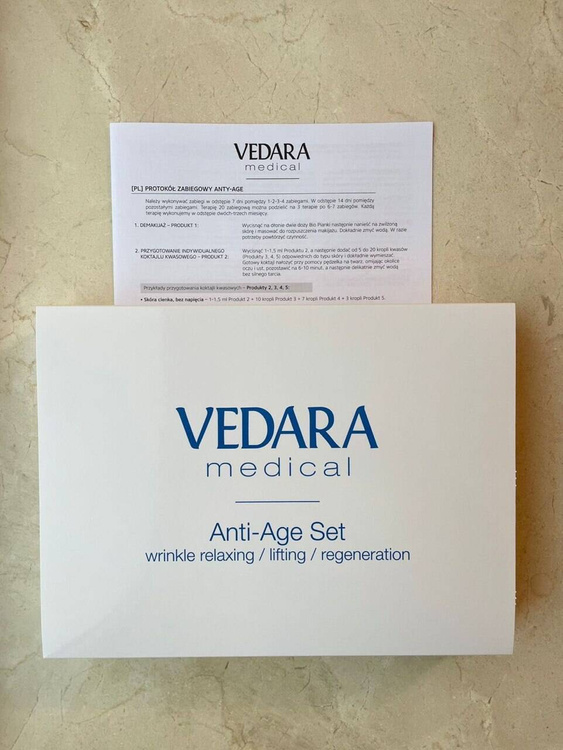 VEDARA
medical
[PL] PROTOKÓŁ ZABIEGOWY ANTY-AGE
Należy wykonywać zabiegi w odstępie 7 dni pomiędzy 1-2-3-4 zabiegami. W odstępie 14 dni pomiędzy
pozostałymi zabiegami. Terapię 20 zabiegową można podzielić na 3 terapie po 6-7 zabiegów. Każdą
terapię wykonujemy w odstępie dwóch-trzech miesięcy.
1. DEMAKIJAŻ – PRODUKT 1:
Wycisnąć na dłonie dwie dozy Bio Pianki następnie nanieść na zwilżoną
skórę i masować do rozpuszczenia makijażu. Dokładnie zmyć wodą. W razie
potrzeby powtórzyć czynność.
2. PRZYGOTOWANIE INDYWIDUALNEGO
KOKTAJLU KWASOWEGO – PRODUKT 2:
Wycisnąć 1-1,5 ml Produktu 2, a następnie dodać od 5 do 20 kropli kwasów
(Produkty 3, 4, 5) odpowiednich do typu skóry i dokładnie wymierzać.
Gotowy koktajl nałożyć przy pomocy pędzelka na twarz, omijając okolice
oczu i ust, pozostawić na 6-10 minut, a następnie delikatnie zmyć wodą
bez silnego tarcia.
Przykłady przygotowania koktajli kwasowych – Produkty 2, 3, 4, 5:
• Skóra cienka, bez napięcia – 1-1,5 ml Produkt 2 + 10 kropli Produkt 3 + 7 kropli Produkt 4 + 3 kropli Produkt 5.
VEDARA
medical
Anti-Age Set
wrinkle relaxing / lifting / regeneration